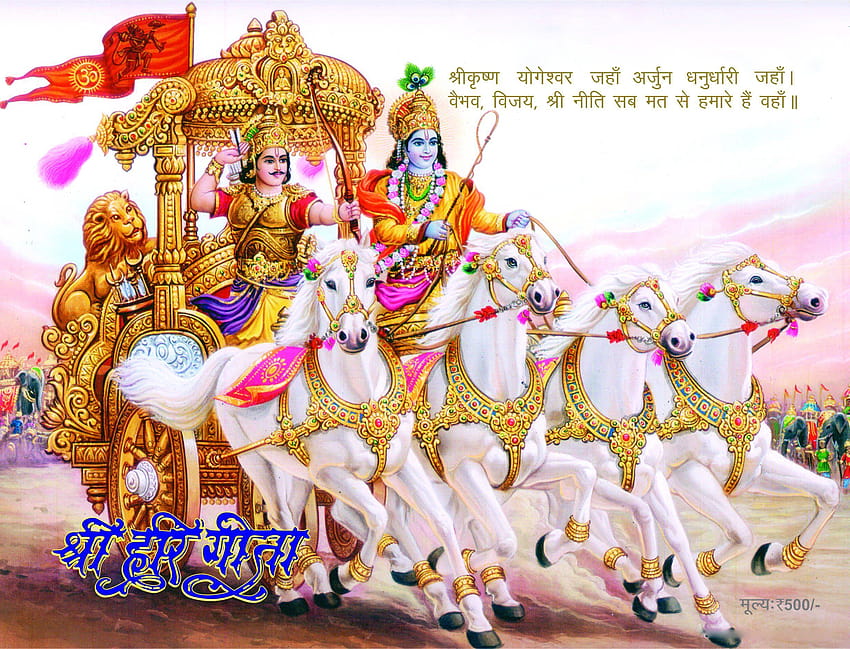 ॐ
श्रीकृष्ण योगेश्वर जहाँ अर्जुन धनुर्धारी जहाँ।
वैभव, विजय, श्री नीति सब मत से हमारे हैं वहाँ॥
श्री हरि गीता
मूल्य:₹500/-